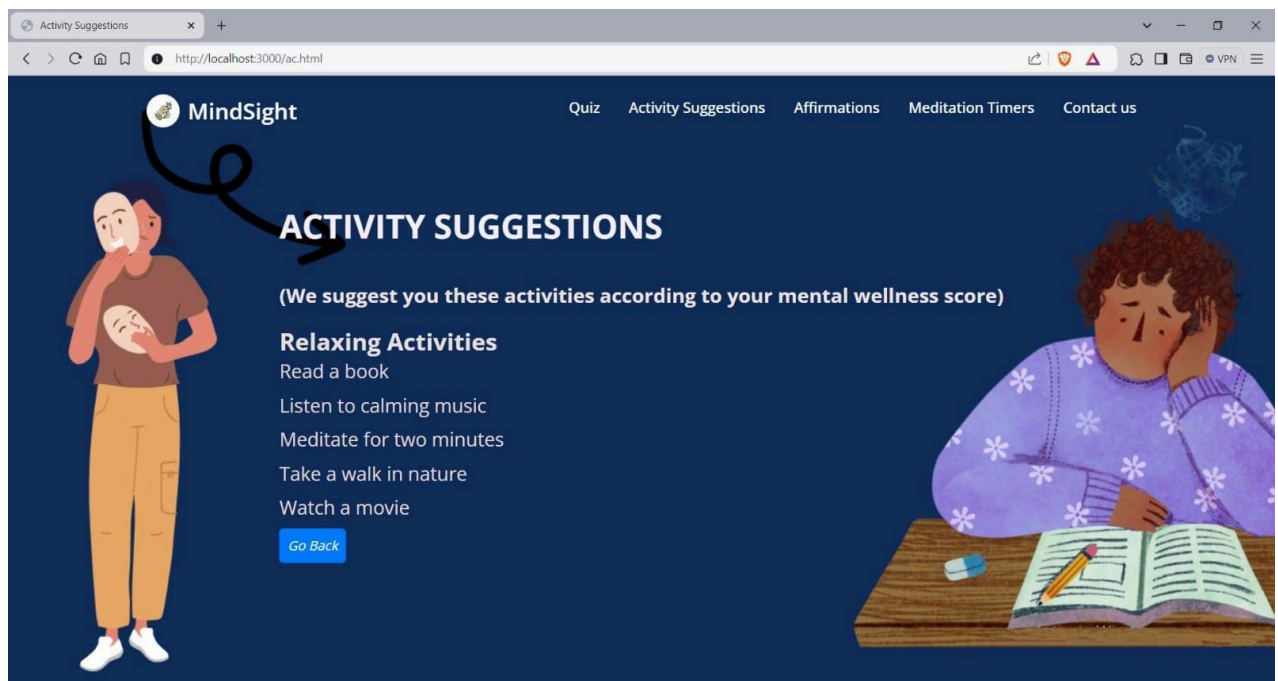 Activity Suggestions
http://localhost:3000/ac.html
VPN
MindSight
Quiz Activity Suggestions Affirmations Meditation Timers Contact us
ACTIVITY SUGGESTIONS
(We suggest you these activities according to your mental wellness score)
Relaxing Activities
Read a book
Listen to calming music
Meditate for two minutes
Take a walk in nature
Watch a movie
Go Back